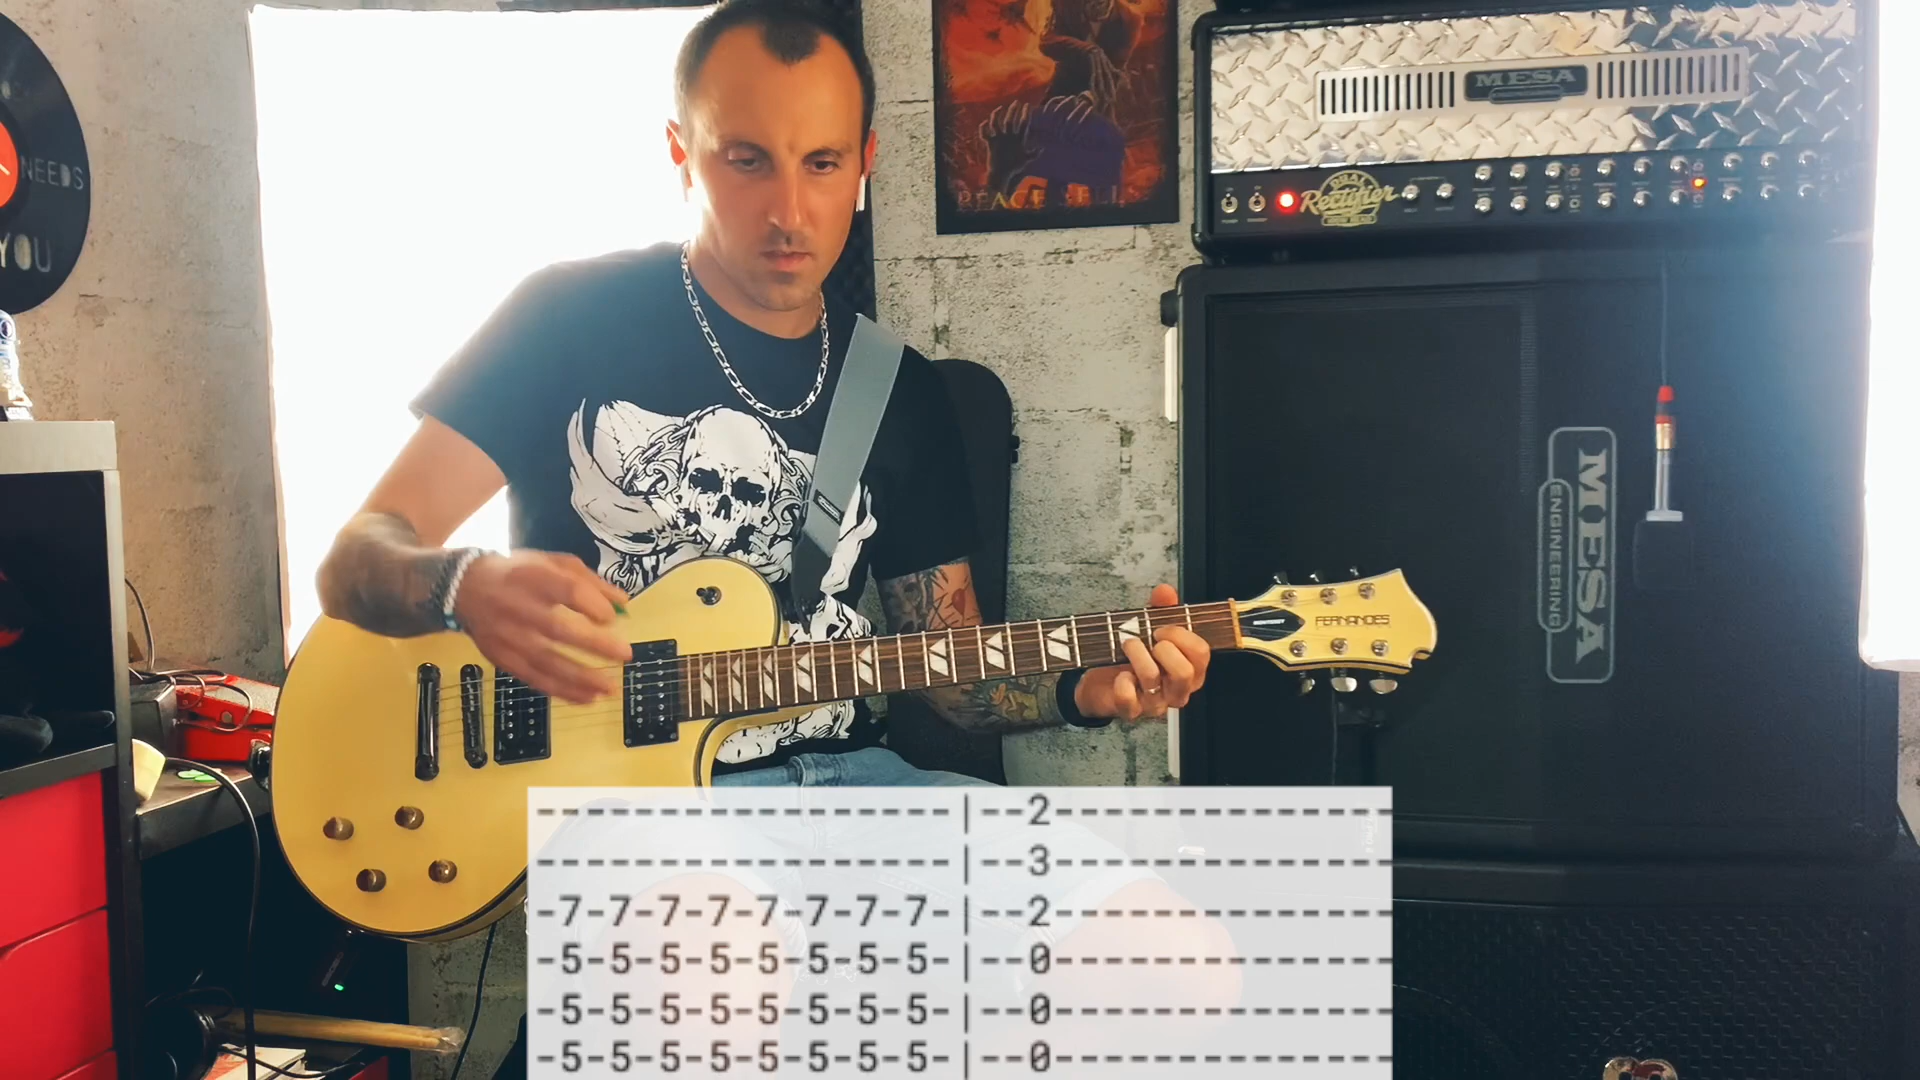 NEEDS
YOU
PEACE SELLS...
MESA
DUAL
Rectifier
FERNANDES
MESA
ENGINEERING
-----------------|--2--------------
-----------------|--3--------------
-7-7-7-7-7-7-7-7-|--2--------------
-5-5-5-5-5-5-5-5-|--0--------------
-5-5-5-5-5-5-5-5-|--0--------------
-5-5-5-5-5-5-5-5-|--0--------------